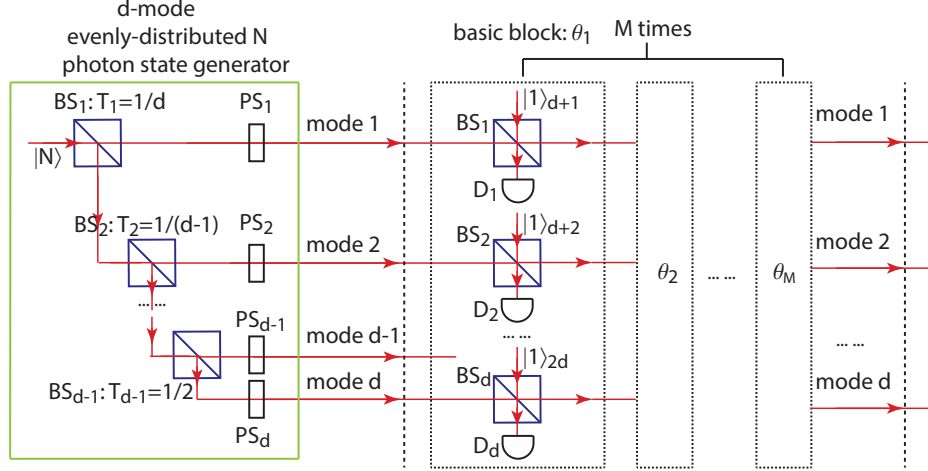 d-mode
evenly-distributed N
photon state generator
basic block: θ₁
M times
BS₁: T₁=1/d
PS₁
mode 1
|1⟩d+1
BS₁
mode 1
|N⟩
D₁
BS₂: T₂=1/(d-1)
PS₂
mode 2
|1⟩d+2
BS₂
mode 2
θ₂
... ...
θM
... ...
D₂
PSd-1
mode d-1
... ...
|1⟩2d
... ...
BSd-1: Td-1=1/2
mode d
BSd
mode d
PSd
Dd